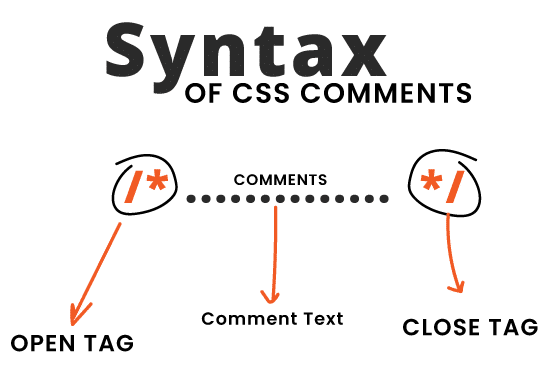 Syntax
OF CSS COMMENTS
/* COMMENTS */
OPEN TAG
Comment Text
CLOSE TAG